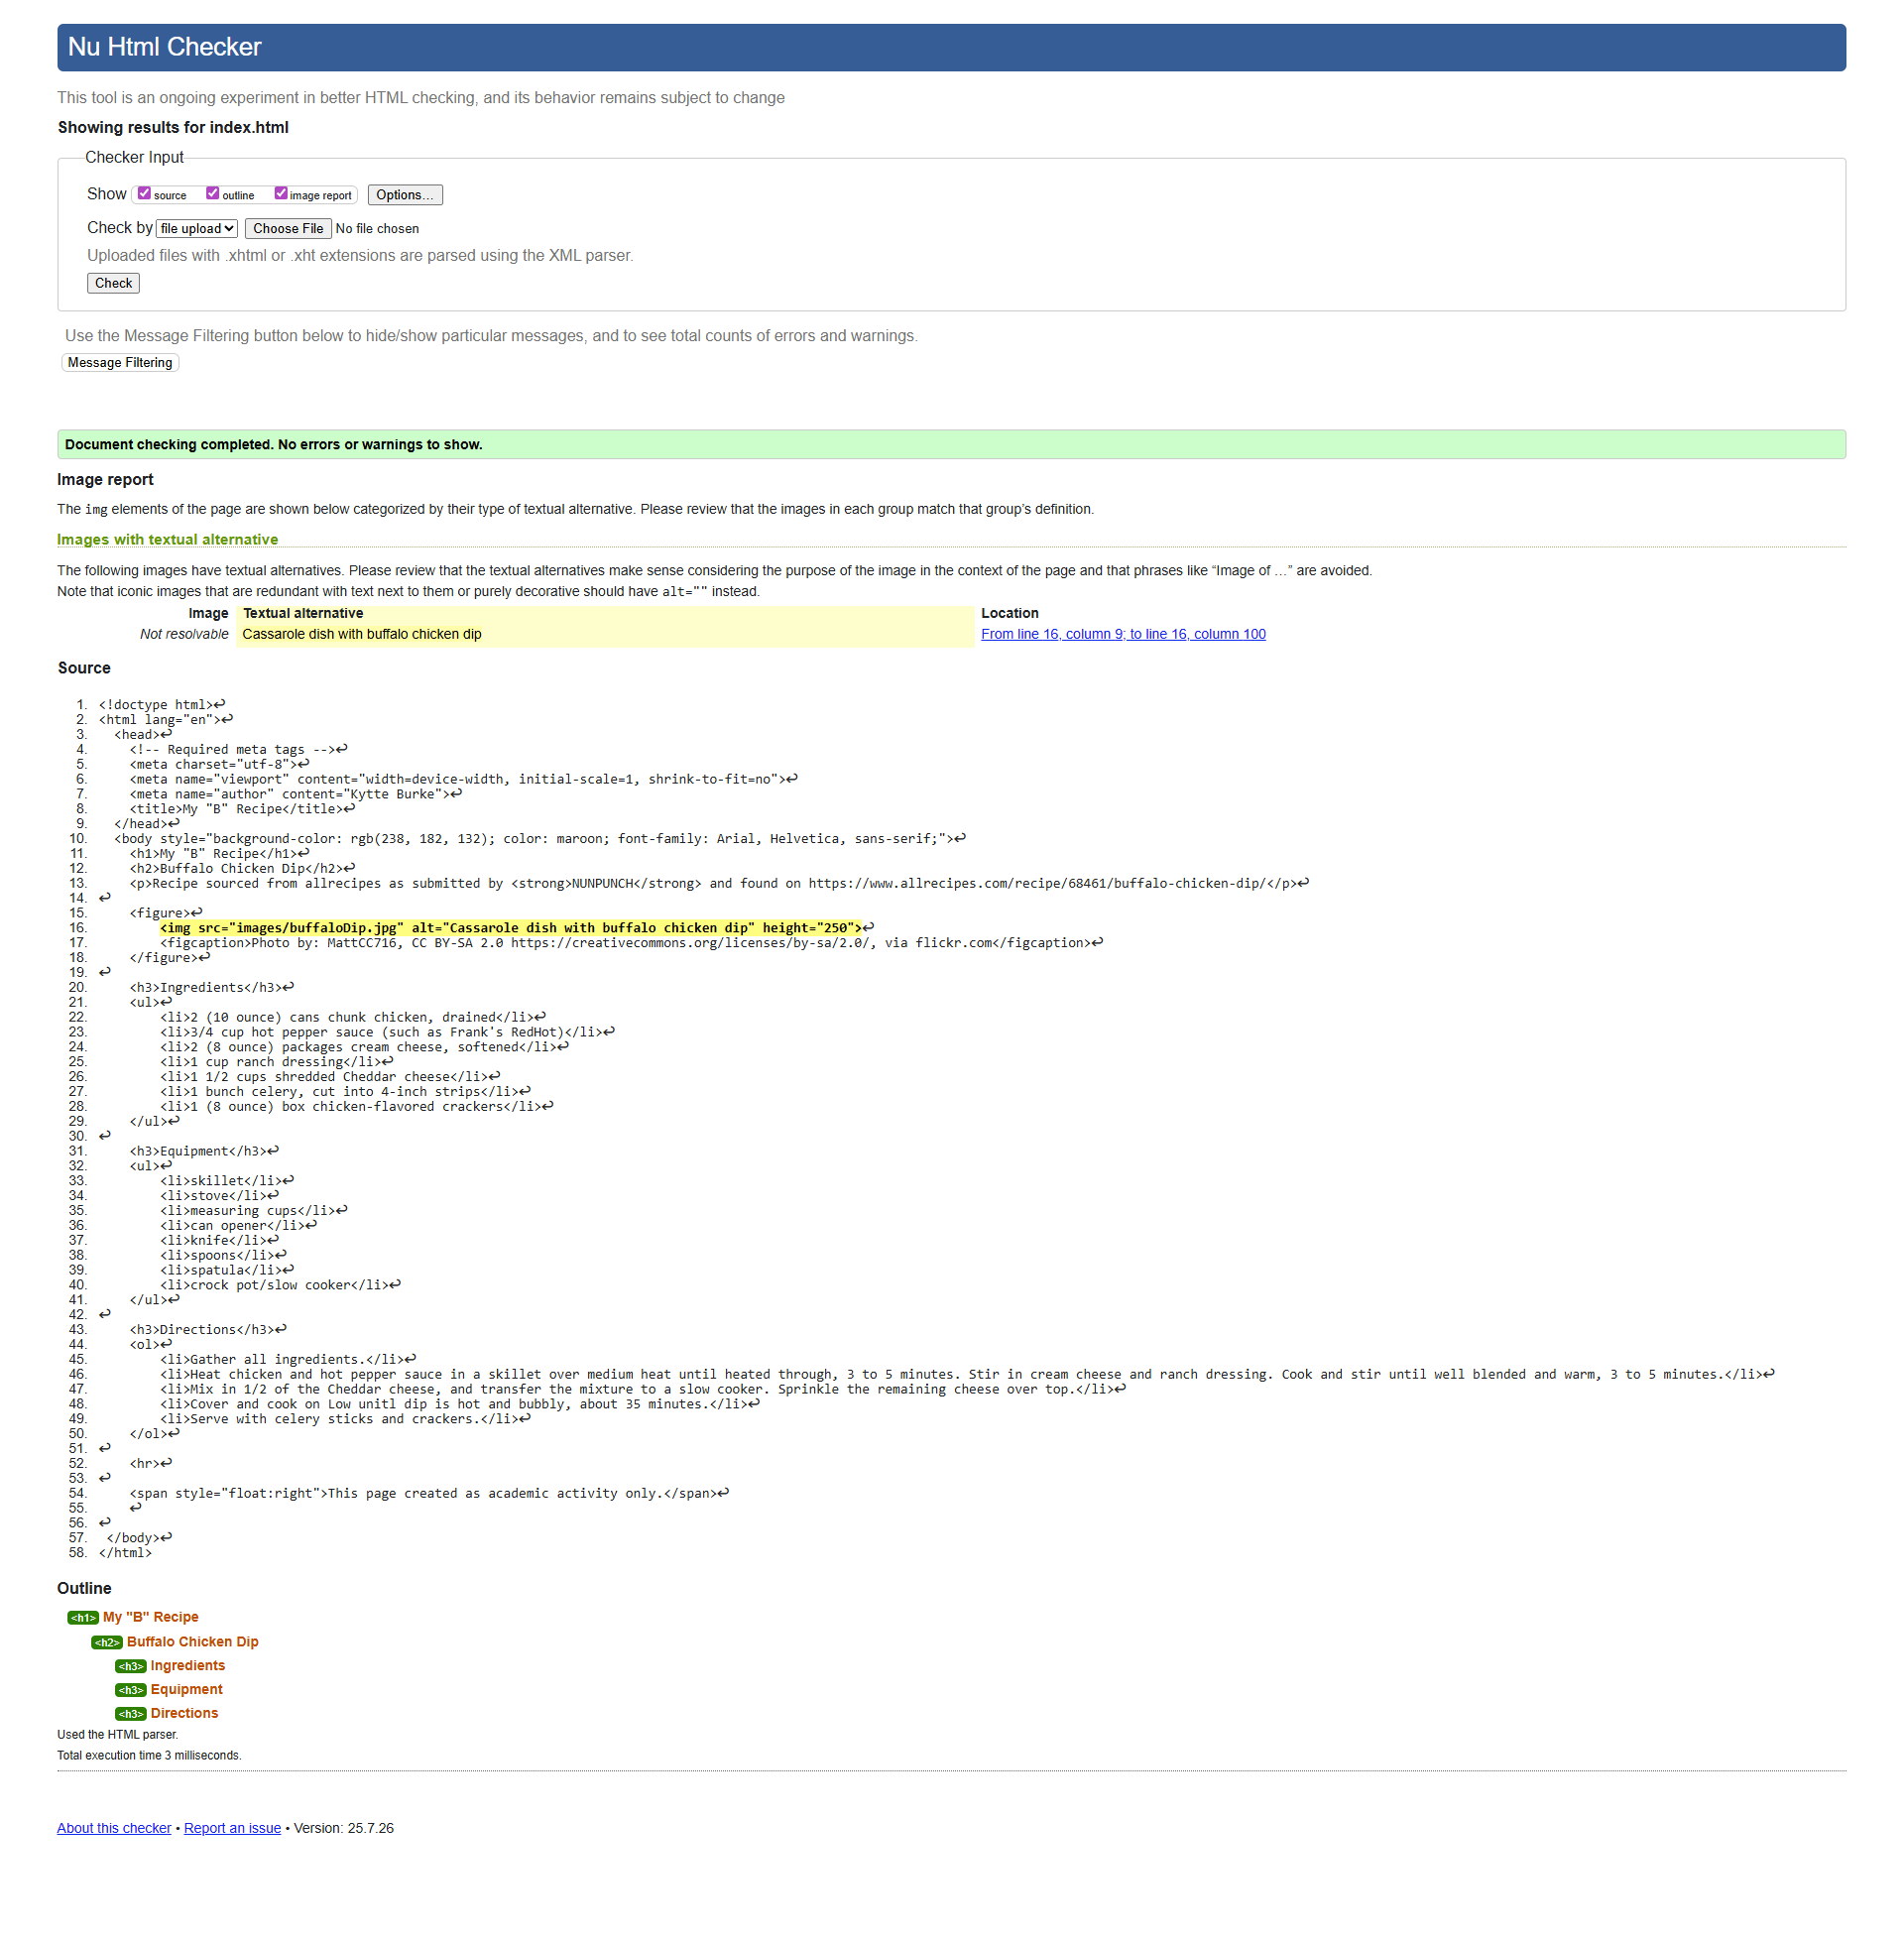 Nu Html Checker
This tool is an ongoing experiment in better HTML checking, and its behavior remains subject to change
Showing results for index.html
Checker Input
Show source outline image report Options...
Check by file upload Choose File No file chosen
Uploaded files with .xhtml or .xht extensions are parsed using the XML parser.
Check
Use the Message Filtering button below to hide/show particular messages, and to see total counts of errors and warnings.
Message Filtering
Document checking completed. No errors or warnings to show.
Image report
The img elements of the page are shown below categorized by their type of textual alternative. Please review that the images in each group match that group’s definition.
Images with textual alternative
The following images have textual alternatives. Please review that the textual alternatives make sense considering the purpose of the image in the context of the page and that phrases like “Image of …” are avoided.
Note that iconic images that are redundant with text next to them or purely decorative should have alt="" instead.
Image Textual alternative Location
Not resolvable Cassarole dish with buffalo chicken dip From line 16, column 9; to line 16, column 100
Source
1. <!doctype html>↩
2. <html lang="en">↩
3. <head>↩
4. <!-- Required meta tags -->↩
5. <meta charset="utf-8">↩
6. <meta name="viewport" content="width=device-width, initial-scale=1, shrink-to-fit=no">↩
7. <meta name="author" content="Kytte Burke">↩
8. <title>My "B" Recipe</title>↩
9. </head>↩
10. <body style="background-color: rgb(238, 182, 132); color: maroon; font-family: Arial, Helvetica, sans-serif;">↩
11. <h1>My "B" Recipe</h1>↩
12. <h2>Buffalo Chicken Dip</h2>↩
13. <p>Recipe sourced from allrecipes as submitted by <strong>NUNPUNCH</strong> and found on https://www.allrecipes.com/recipe/68461/buffalo-chicken-dip/</p>↩
14. ↩
15. <figure>↩
16. <img src="images/buffaloDip.jpg" alt="Cassarole dish with buffalo chicken dip" height="250">↩
17. <figcaption>Photo by: MattCC716, CC BY-SA 2.0 https://creativecommons.org/licenses/by-sa/2.0/, via flickr.com</figcaption>↩
18. </figure>↩
19. ↩
20. <h3>Ingredients</h3>↩
21. <ul>↩
22. <li>2 (10 ounce) cans chunk chicken, drained</li>↩
23. <li>3/4 cup hot pepper sauce (such as Frank's RedHot)</li>↩
24. <li>2 (8 ounce) packages cream cheese, softened</li>↩
25. <li>1 cup ranch dressing</li>↩
26. <li>1 1/2 cups shredded Cheddar cheese</li>↩
27. <li>1 bunch celery, cut into 4-inch strips</li>↩
28. <li>1 (8 ounce) box chicken-flavored crackers</li>↩
29. </ul>↩
30. ↩
31. <h3>Equipment</h3>↩
32. <ul>↩
33. <li>skillet</li>↩
34. <li>stove</li>↩
35. <li>measuring cups</li>↩
36. <li>can opener</li>↩
37. <li>knife</li>↩
38. <li>spoons</li>↩
39. <li>spatula</li>↩
40. <li>crock pot/slow cooker</li>↩
41. </ul>↩
42. ↩
43. <h3>Directions</h3>↩
44. <ol>↩
45. <li>Gather all ingredients.</li>↩
46. <li>Heat chicken and hot pepper sauce in a skillet over medium heat until heated through, 3 to 5 minutes. Stir in cream cheese and ranch dressing. Cook and stir until well blended and warm, 3 to 5 minutes.</li>↩
47. <li>Mix in 1/2 of the Cheddar cheese, and transfer the mixture to a slow cooker. Sprinkle the remaining cheese over top.</li>↩
48. <li>Cover and cook on Low unitl dip is hot and bubbly, about 35 minutes.</li>↩
49. <li>Serve with celery sticks and crackers.</li>↩
50. </ol>↩
51. ↩
52. <hr>↩
53. ↩
54. <span style="float:right">This page created as academic activity only.</span>↩
55. ↩
56. ↩
57. </body>↩
58. </html>
Outline
<h1> My "B" Recipe
<h2> Buffalo Chicken Dip
<h3> Ingredients
<h3> Equipment
<h3> Directions
Used the HTML parser.
Total execution time 3 milliseconds.
About this checker • Report an issue • Version: 25.7.26